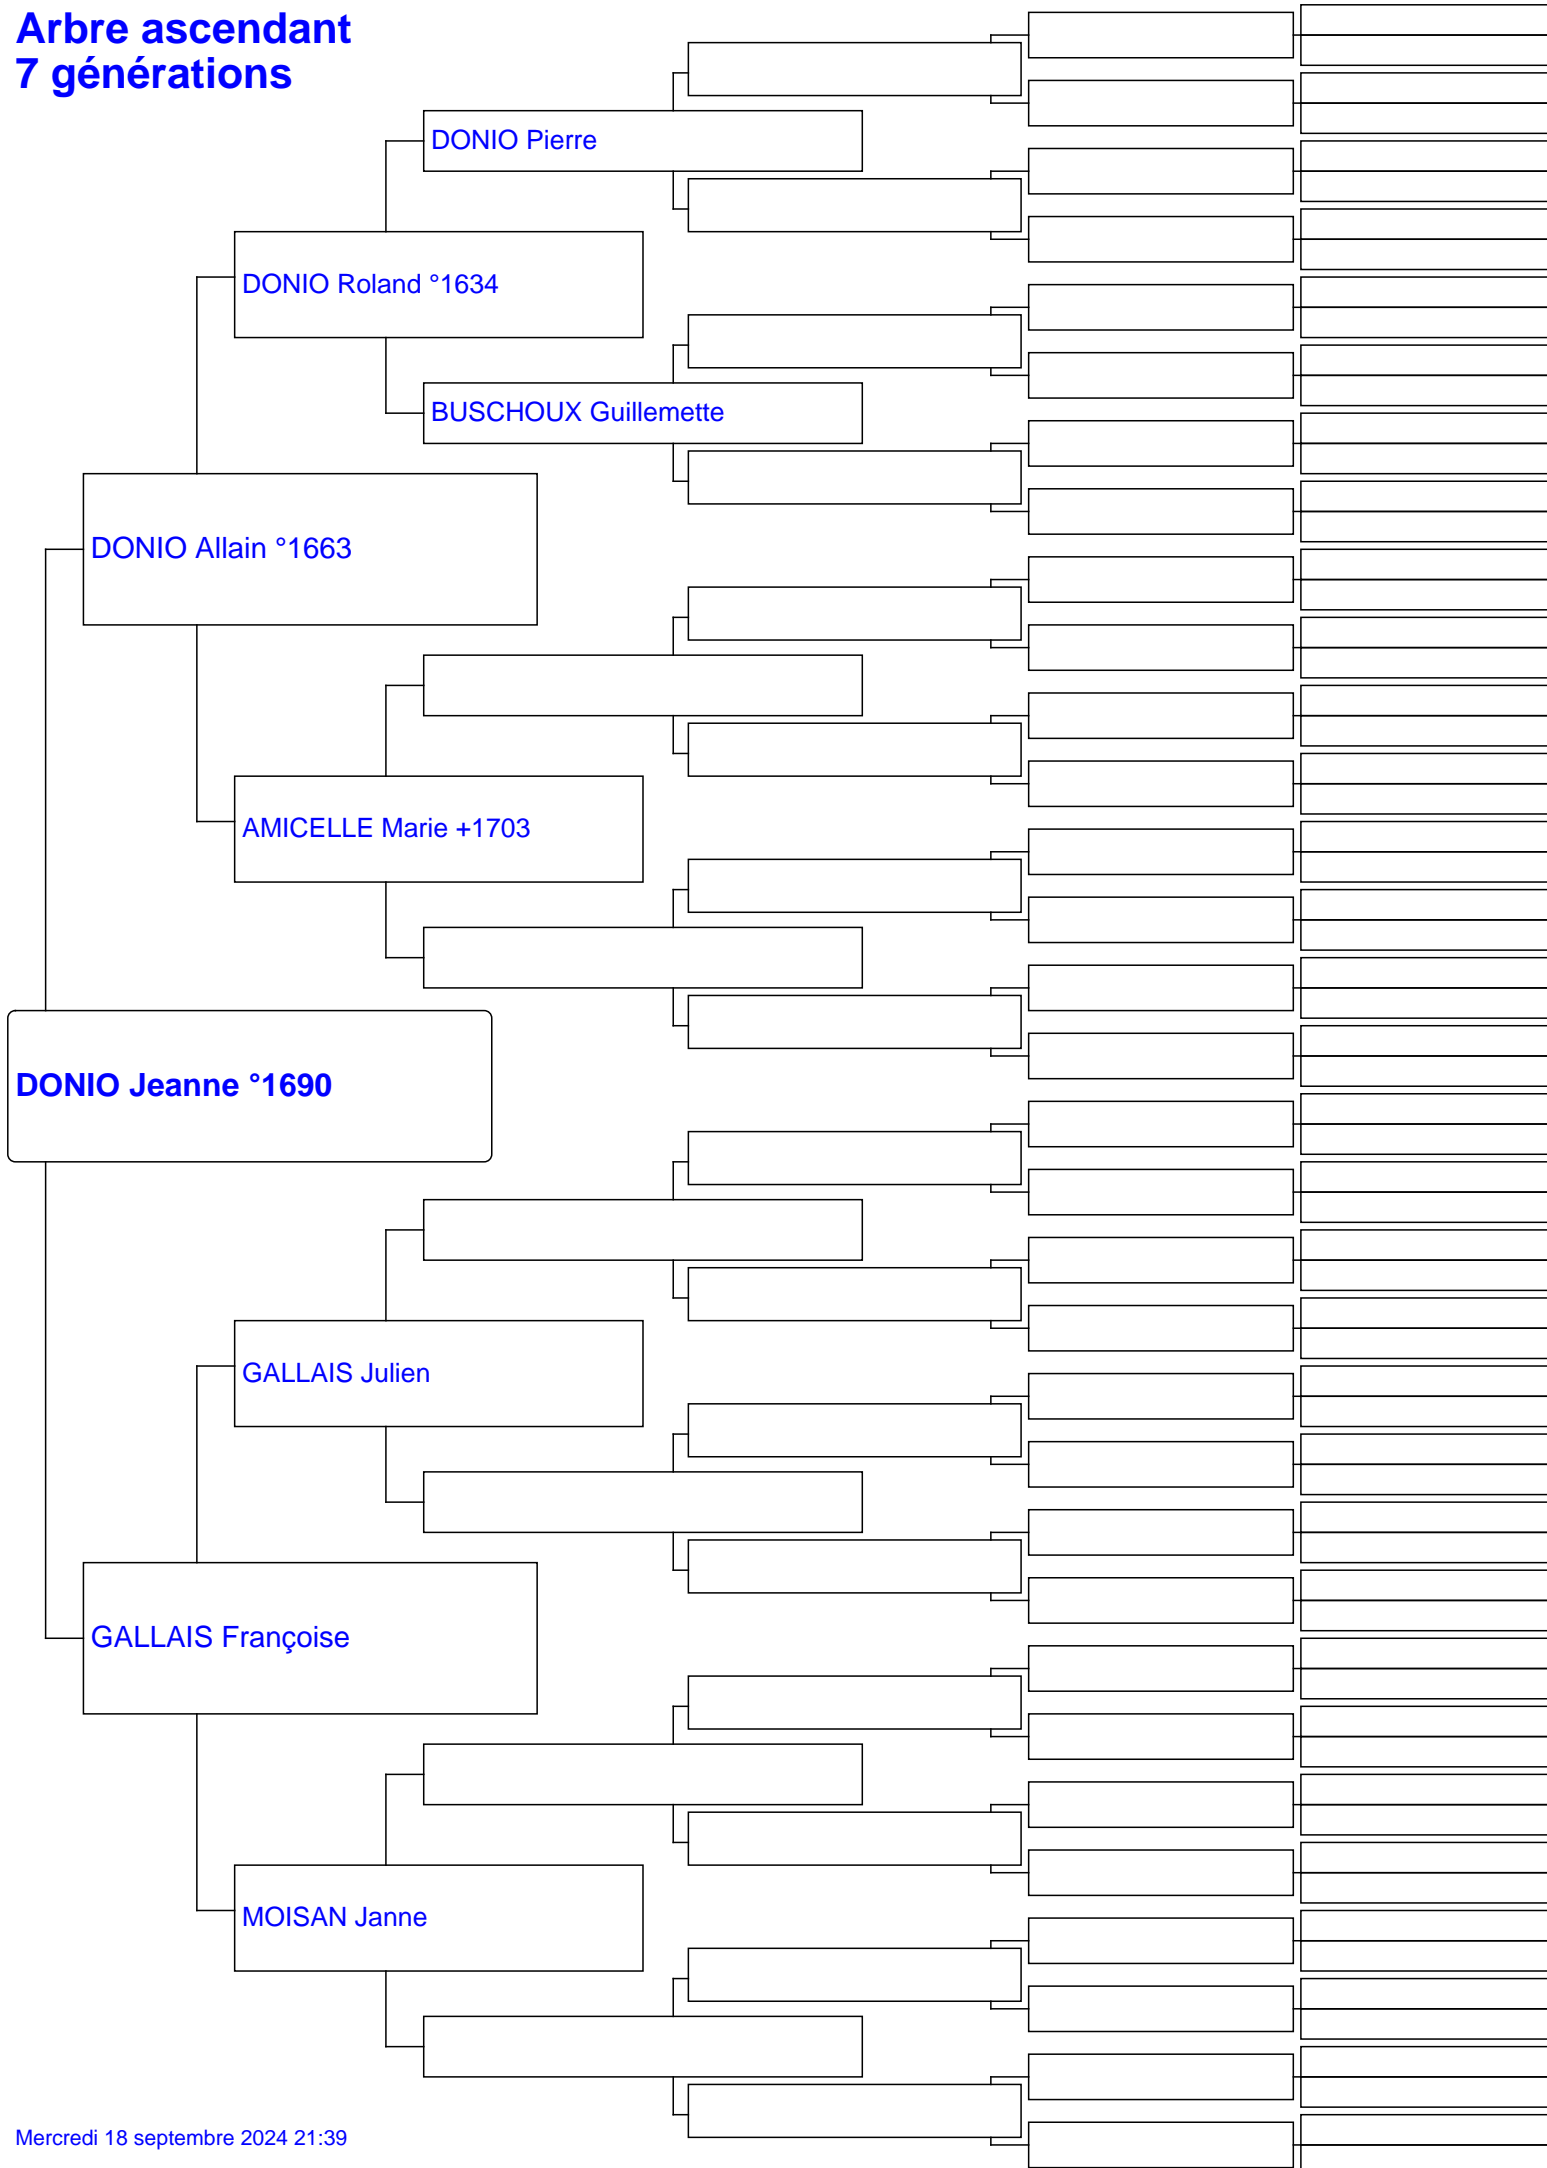 Arbre ascendant
7 générations
DONIO Pierre
DONIO Roland °1634
BUSCHOUX Guillemette
DONIO Allain °1663
AMICELLE Marie +1703
DONIO Jeanne °1690
GALLAIS Julien
GALLAIS Françoise
MOISAN Janne
Mercredi 18 septembre 2024 21:39